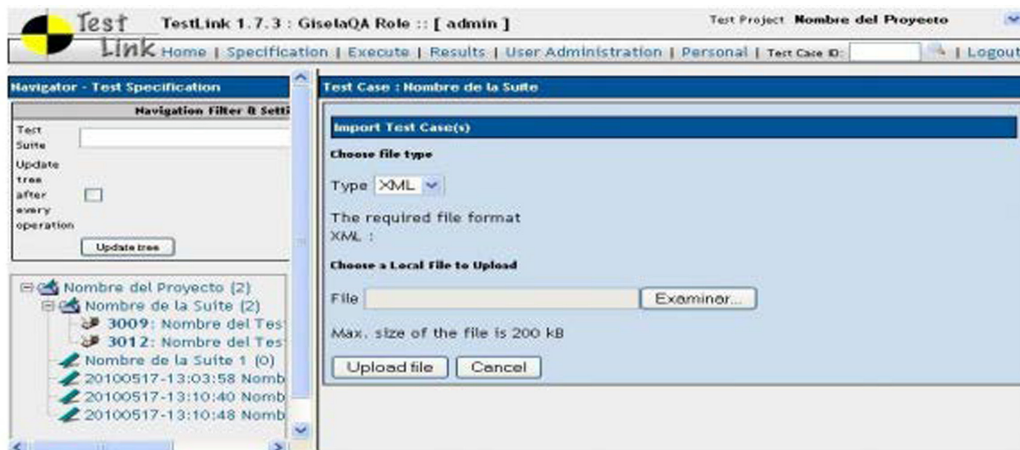 Test Link
TestLink 1.7.3 : GiselaQA Role :: [ admin ]
Test Project Nombre del Proyecto
Home | Specification | Execute | Results | User Administration | Personal | Test Case ID: | Logout
Navigator - Test Specification
Navigation Filter & Setti
Test Suite
Update tree after every operation
Update tree
Nombre del Proyecto (2)
Nombre de la Suite (2)
3009: Nombre del Tes
3012: Nombre del Tes
Nombre de la Suite 1 (0)
20100517-13:03:58 Nomb
20100517-13:10:40 Nomb
20100517-13:10:48 Nomb
Test Case : Nombre de la Suite
Import Test Case(s)
Choose file type
Type XML
The required file format
XML :
Choose a Local File to Upload
File Examinar...
Max. size of the file is 200 kB
Upload file Cancel